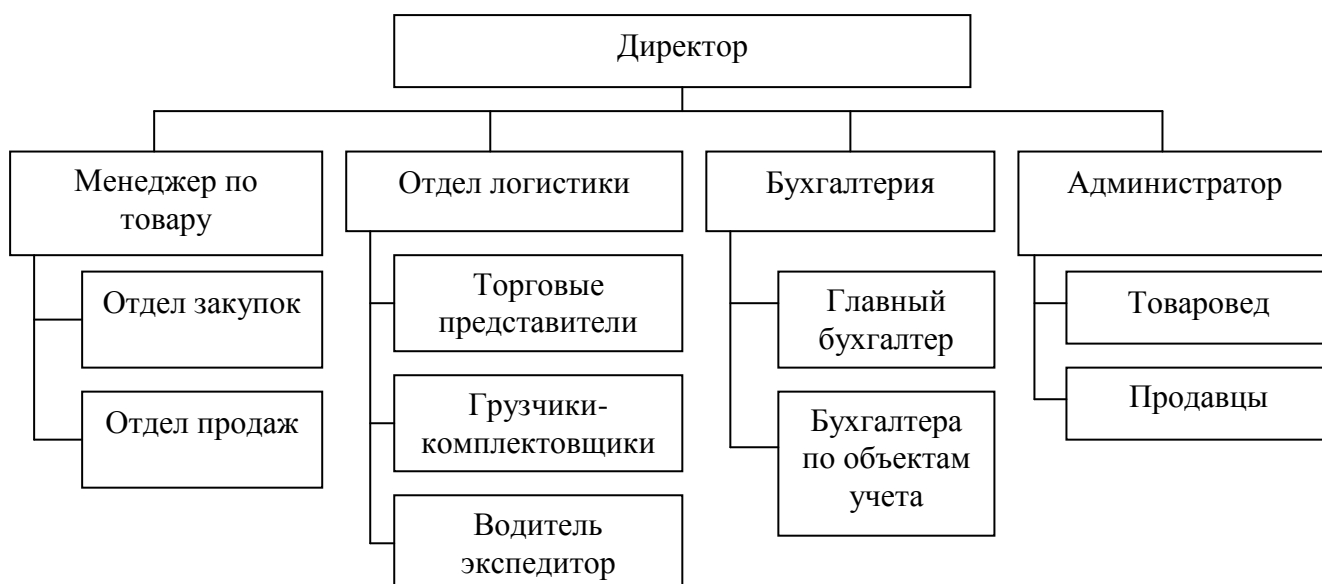 Директор
Менеджер по
товару
Отдел закупок
Отдел продаж
Отдел логистики
Торговые
представители
Грузчики-
комплектовщики
Водитель
экспедитор
Бухгалтерия
Главный
бухгалтер
Бухгалтера
по объектам
учета
Администратор
Товаровед
Продавцы